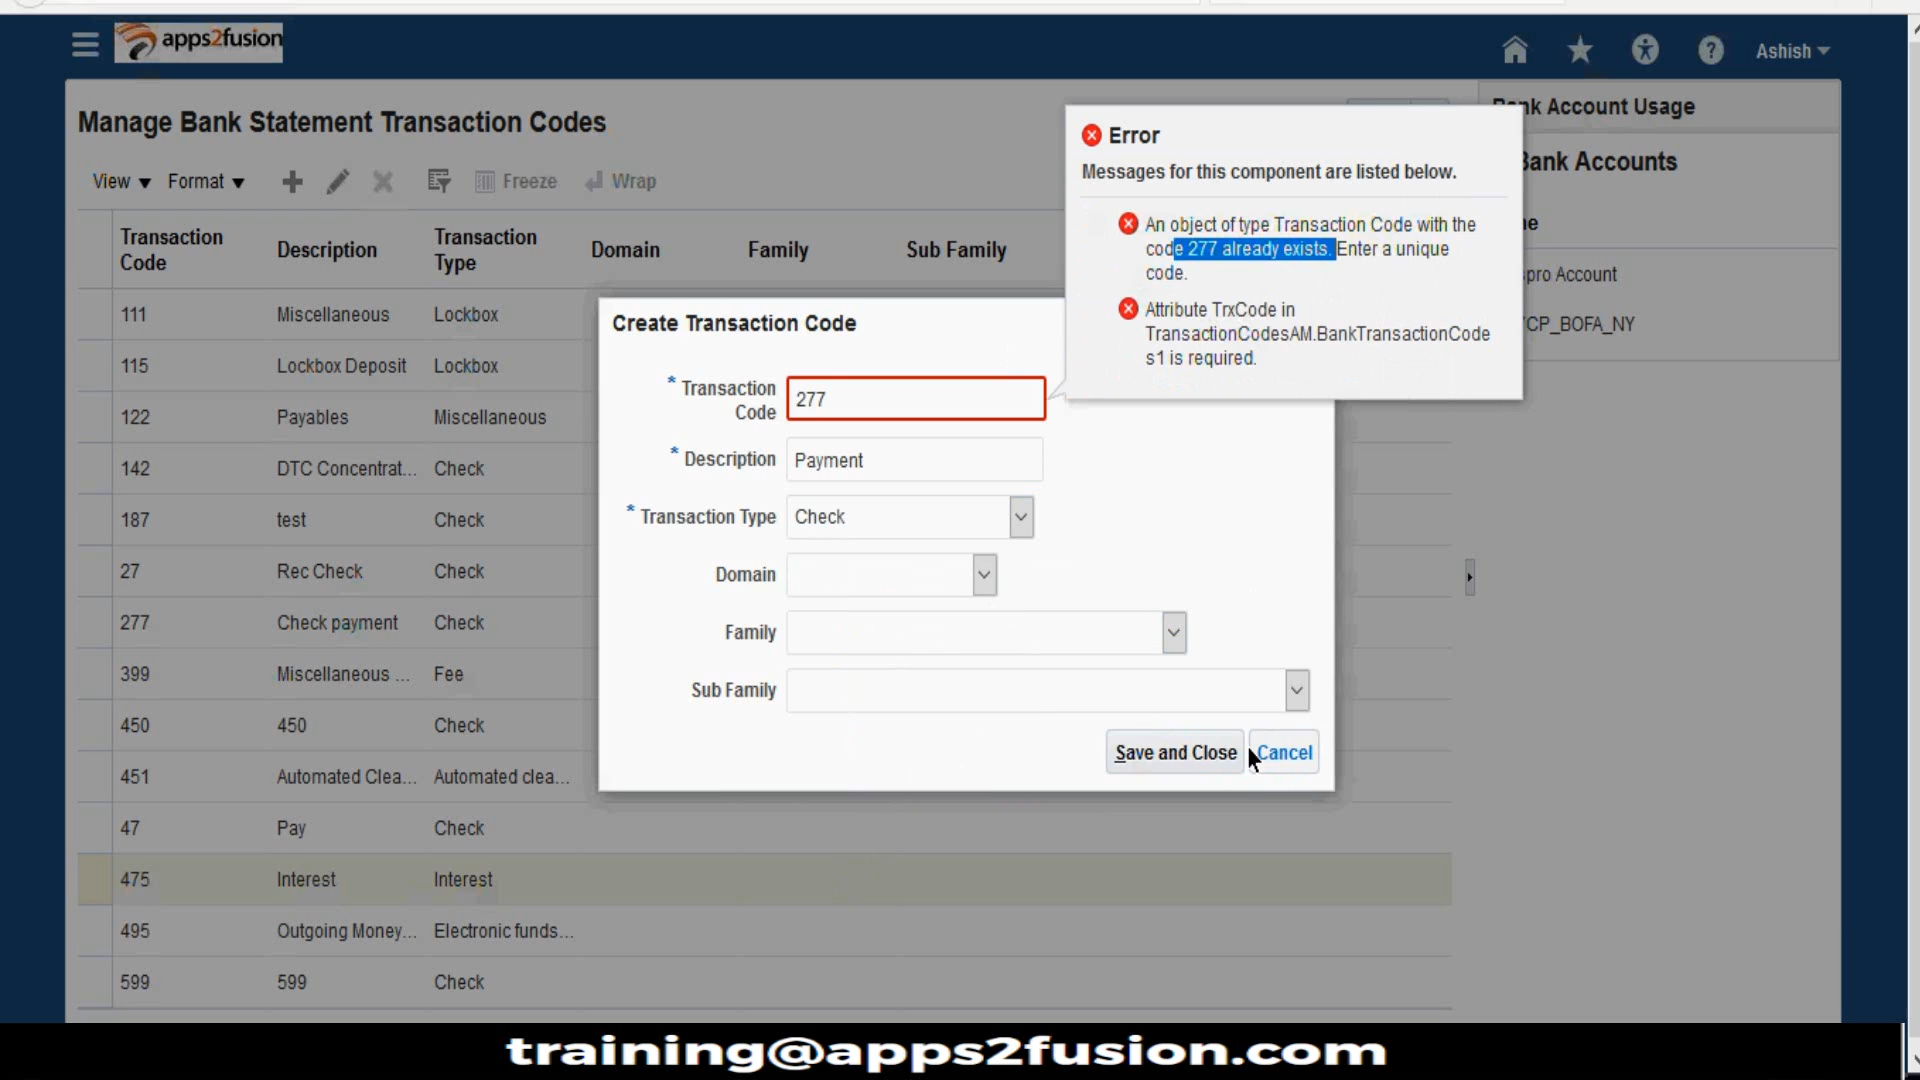 apps2fusion
Ashish
Manage Bank Statement Transaction Codes
View Format Freeze Wrap
Transaction Code Description Transaction Type Domain Family Sub Family
111 Miscellaneous Lockbox
115 Lockbox Deposit Lockbox
122 Payables Miscellaneous
142 DTC Concentrat... Check
187 test Check
27 Rec Check Check
277 Check payment Check
399 Miscellaneous ... Fee
450 450 Check
451 Automated Clea... Automated clea...
47 Pay Check
475 Interest Interest
495 Outgoing Money... Electronic funds...
599 599 Check
Create Transaction Code
* Transaction Code 277
* Description Payment
* Transaction Type Check
Domain
Family
Sub Family
Save and Close Cancel
Error
Messages for this component are listed below.
An object of type Transaction Code with the
code 277 already exists. Enter a unique
code.
Attribute TrxCode in
TransactionCodesAM.BankTransactionCode
s1 is required.
Account Usage
Bank Accounts
Account
CP_BOFA_NY
training@apps2fusion.com